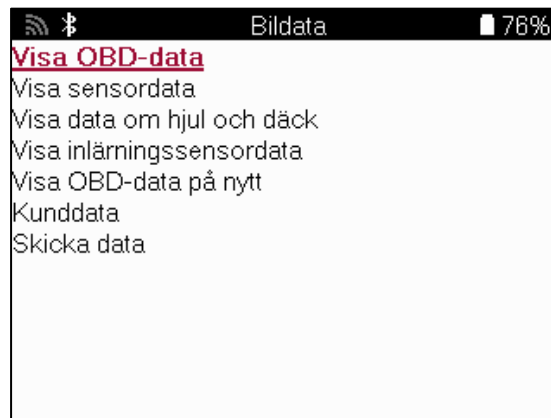 Bildata 76%
Visa OBD-data
Visa sensordata
Visa data om hjul och däck
Visa inlärningssensordata
Visa OBD-data på nytt
Kunddata
Skicka data